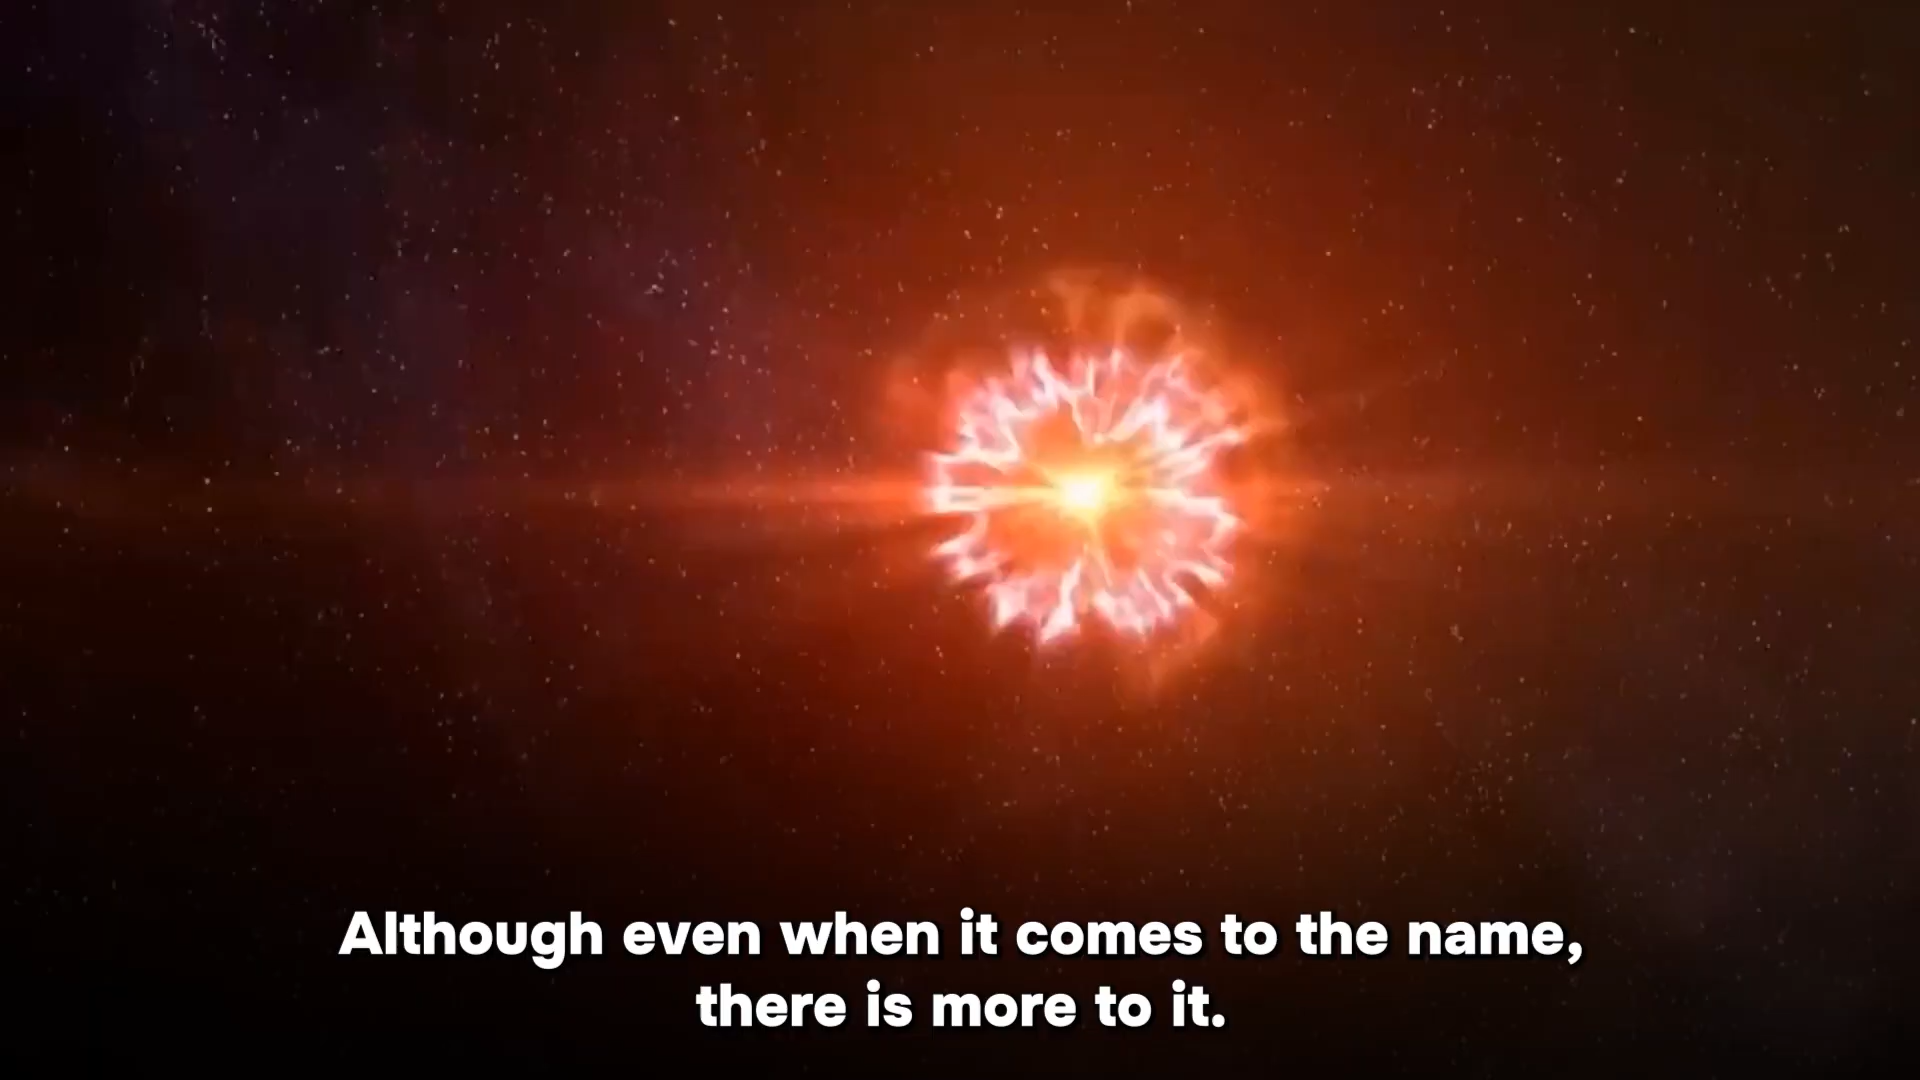 Although even when it comes to the name,
there is more to it.